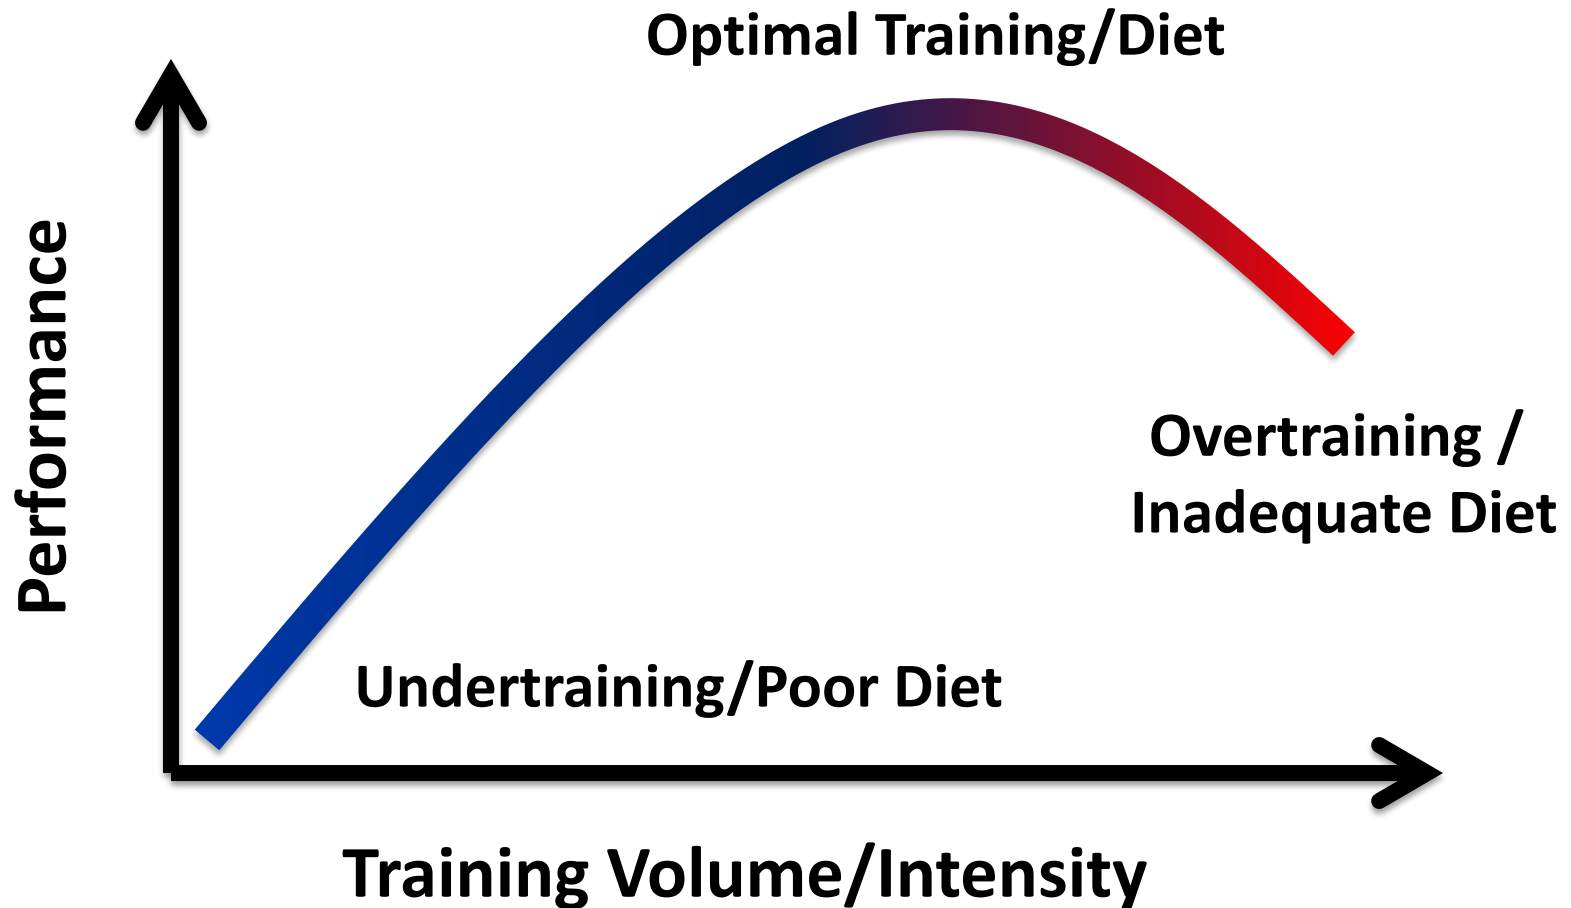 Optimal Training/Diet
Performance
Overtraining /
Inadequate Diet
Undertraining/Poor Diet
Training Volume/Intensity